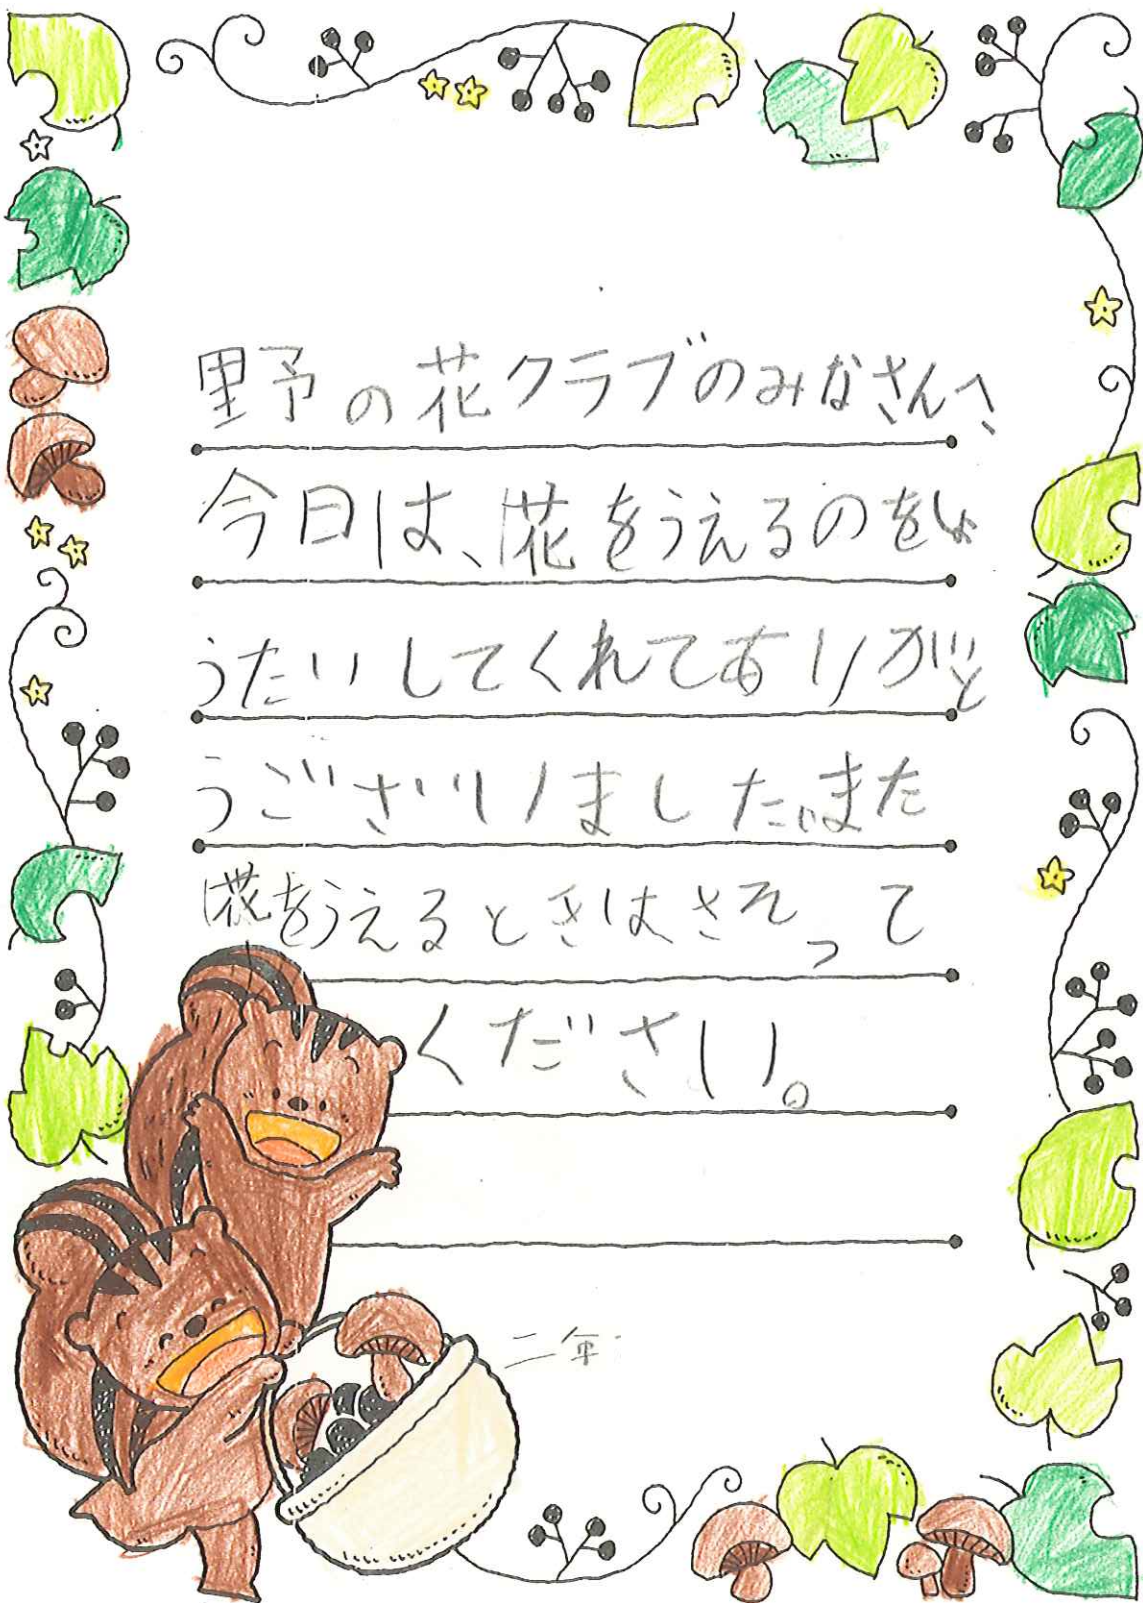 野の花クラブのみなさんへ、
今日は、花をうえるのをしょ
うたいしてくれてありがと
うございました。また
花をうえるときは、さそって
ください。
二年